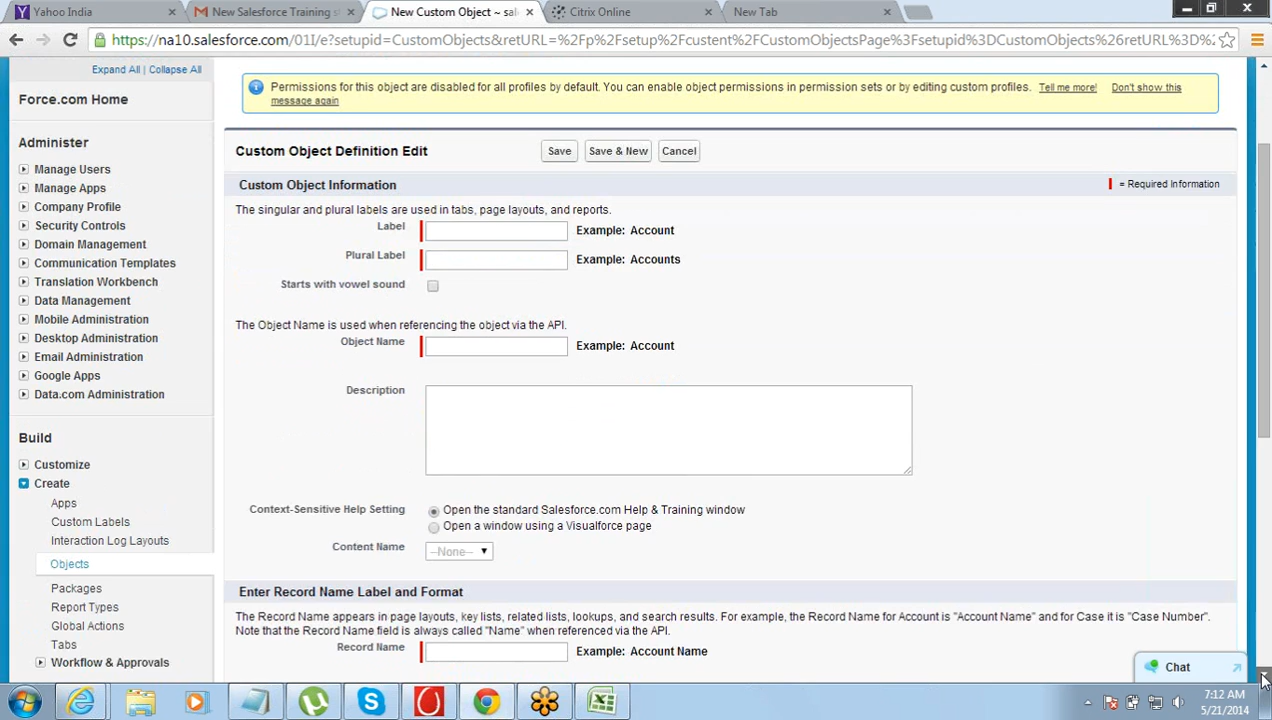 Yahoo India
New Salesforce Training s
New Custom Object ~ sal
Citrix Online
New Tab
https://na10.salesforce.com/01I/e?setupid=CustomObjects&retURL=%2Fp%2Fsetup%2Fcustent%2FCustomObjectsPage%3Fsetupid%3DCustomObjects%26retURL%3D%2
Expand All | Collapse All
Force.com Home
Administer
Manage Users
Manage Apps
Company Profile
Security Controls
Domain Management
Communication Templates
Translation Workbench
Data Management
Mobile Administration
Desktop Administration
Email Administration
Google Apps
Data.com Administration
Build
Customize
Create
Apps
Custom Labels
Interaction Log Layouts
Objects
Packages
Report Types
Global Actions
Tabs
Workflow & Approvals
Permissions for this object are disabled for all profiles by default. You can enable object permissions in permission sets or by editing custom profiles. Tell me more! Don't show this
message again
Custom Object Definition Edit Save Save & New Cancel
Custom Object Information = Required Information
The singular and plural labels are used in tabs, page layouts, and reports.
Label Example: Account
Plural Label Example: Accounts
Starts with vowel sound
The Object Name is used when referencing the object via the API.
Object Name Example: Account
Description
Context-Sensitive Help Setting Open the standard Salesforce.com Help & Training window
Open a window using a Visualforce page
Content Name --None--
Enter Record Name Label and Format
The Record Name appears in page layouts, key lists, related lists, lookups, and search results. For example, the Record Name for Account is "Account Name" and for Case it is "Case Number".
Note that the Record Name field is always called "Name" when referenced via the API.
Record Name Example: Account Name
Chat
7:12 AM
5/21/2014